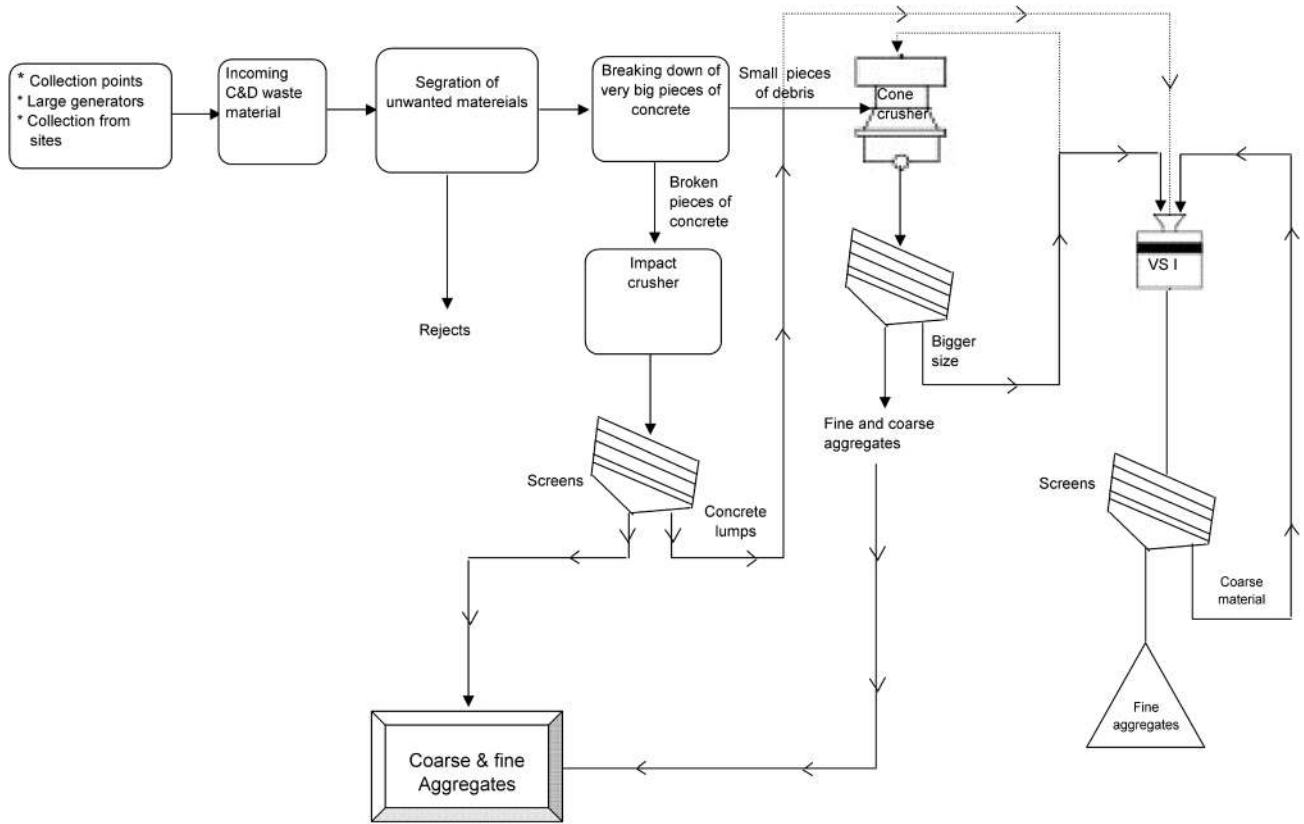 * Collection points
* Large generators
* Collection from
sites
Incoming
C&D waste
material
Segration of
unwanted matereials
Breaking down of
very big pieces of
concrete
Small pieces
of debris
Cone
crusher
Broken
pieces of
concrete
Impact
crusher
Rejects
VS I
Bigger
size
Fine and coarse
aggregates
Screens
Concrete
lumps
Screens
Coarse
material
Fine
aggregates
Coarse & fine
Aggregates